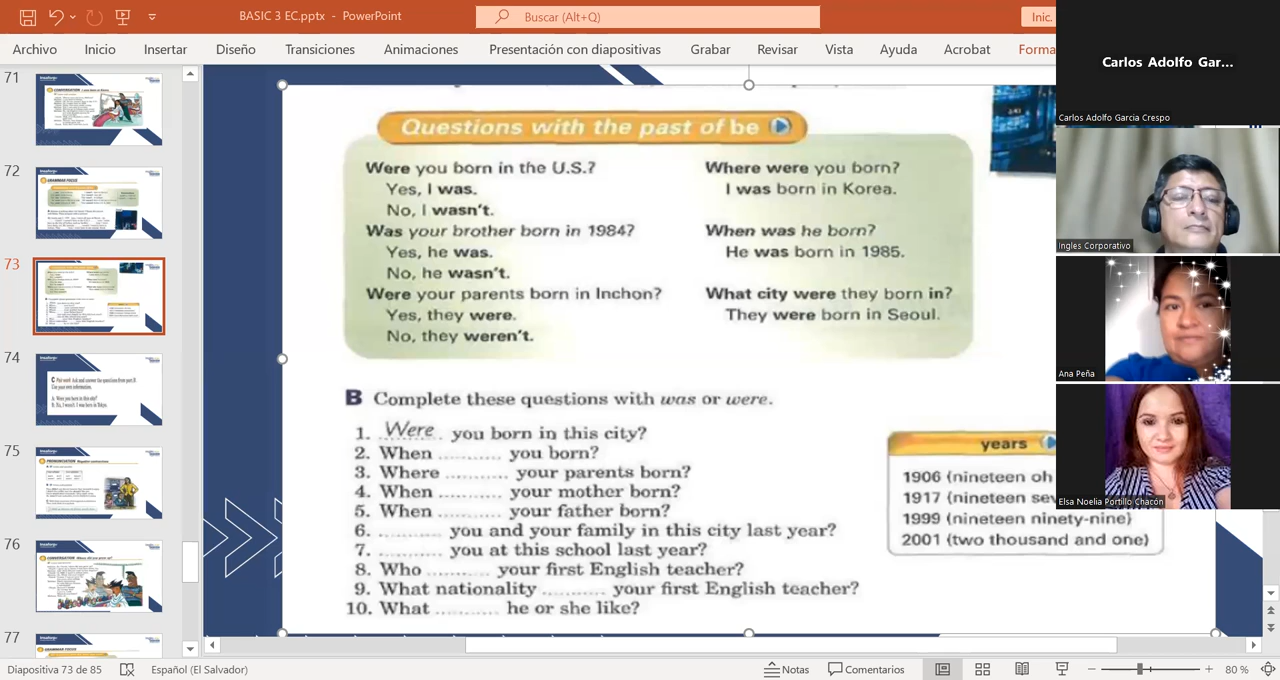 BASIC 3 EC.pptx - PowerPoint
Buscar (Alt+Q)
Inic.
Archivo Inicio Insertar Diseño Transiciones Animaciones Presentación con diapositivas Grabar Revisar Vista Ayuda Acrobat Forma
71
72
73
74
75
76
77
Questions with the past of be
Were you born in the U.S.?
Yes, I was.
No, I wasn't.
Was your brother born in 1984?
Yes, he was.
No, he wasn't.
Were your parents born in Inchon?
Yes, they were.
No, they weren't.
Where were you born?
I was born in Korea.
When was he born?
He was born in 1985.
What city were they born in?
They were born in Seoul.
B Complete these questions with was or were.
1. Were you born in this city?
2. When .......... you born?
3. Where .......... your parents born?
4. When .......... your mother born?
5. When .......... your father born?
6. .......... you and your family in this city last year?
7. .......... you at this school last year?
8. Who .......... your first English teacher?
9. What nationality .......... your first English teacher?
10. What .......... he or she like?
years
1906 (nineteen oh
1917 (nineteen
1999 (nineteen ninety-nine)
2001 (two thousand and one)
Carlos Adolfo Gar...
Carlos Adolfo Garcia Crespo
Ingles Corporativo
Ana Peña
Elsa Noelia Portillo Chacón
Diapositiva 73 de 85 Español (El Salvador) Notas Comentarios 80 %